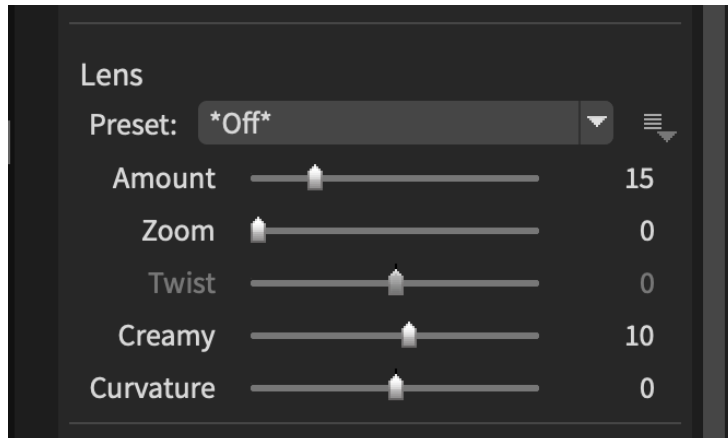 Lens
Preset: *Off*
Amount 15
Zoom 0
Twist 0
Creamy 10
Curvature 0